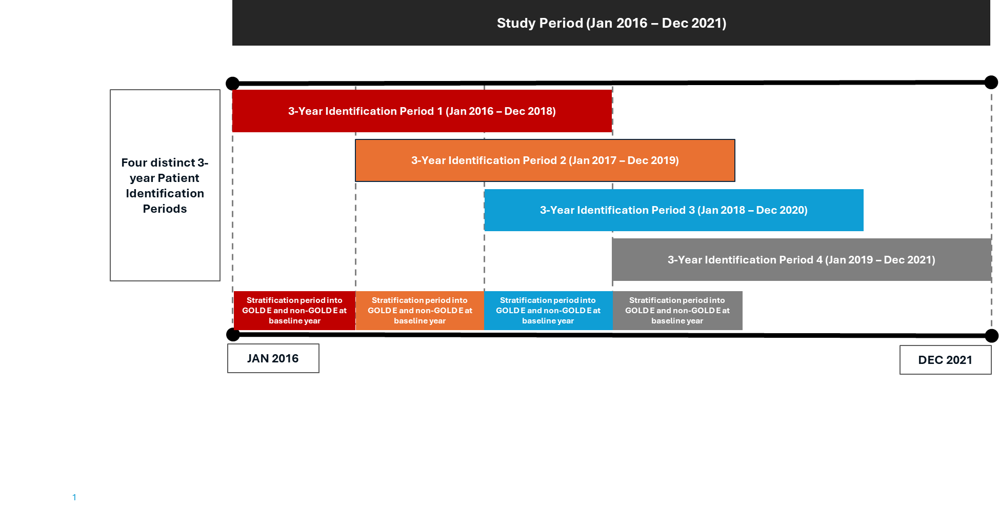 Study Period (Jan 2016 – Dec 2021)
3-Year Identification Period 1 (Jan 2016 – Dec 2018)
3-Year Identification Period 2 (Jan 2017 – Dec 2019)
Four distinct 3-
year Patient
Identification
Periods
3-Year Identification Period 3 (Jan 2018 – Dec 2020)
3-Year Identification Period 4 (Jan 2019 – Dec 2021)
Stratification period into
GOLD E and non-GOLD E at
baseline year
Stratification period into
GOLD E and non-GOLD E at
baseline year
Stratification period into
GOLD E and non-GOLD E at
baseline year
Stratification period into
GOLD E and non-GOLD E at
baseline year
JAN 2016
DEC 2021
1